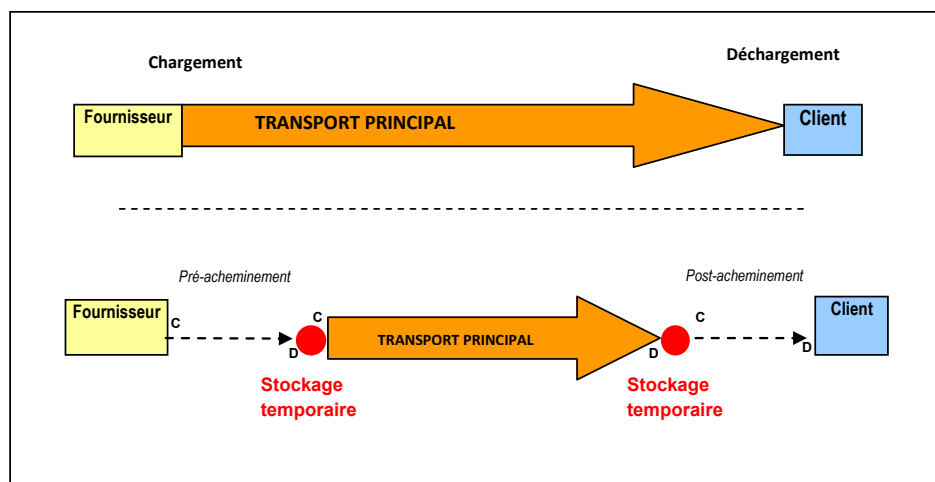 Chargement
Déchargement
Fournisseur
TRANSPORT PRINCIPAL
Client
Pré-acheminement
Post-acheminement
Fournisseur
C
D
C
TRANSPORT PRINCIPAL
D
C
D
Client
Stockage
temporaire
Stockage
temporaire